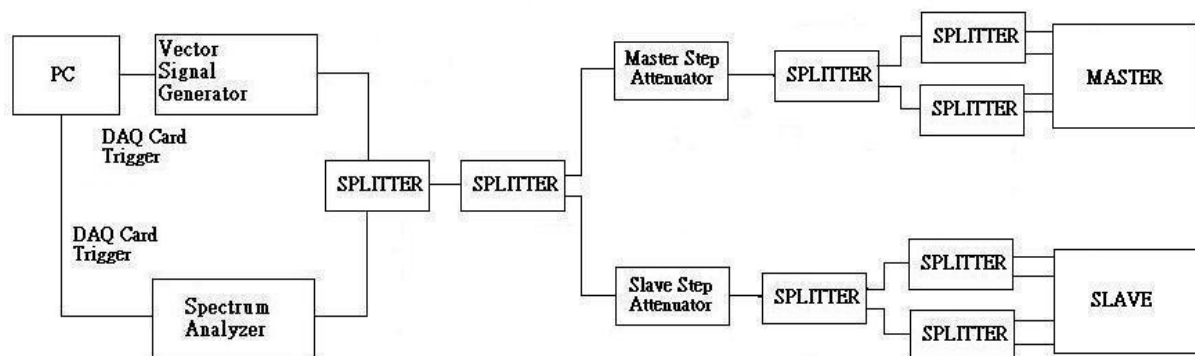 PC
Vector
Signal
Generator
DAQ Card
Trigger
DAQ Card
Trigger
Spectrum
Analyzer
SPLITTER
SPLITTER
Master Step
Attenuator
SPLITTER
SPLITTER
SPLITTER
MASTER
Slave Step
Attenuator
SPLITTER
SPLITTER
SPLITTER
SLAVE